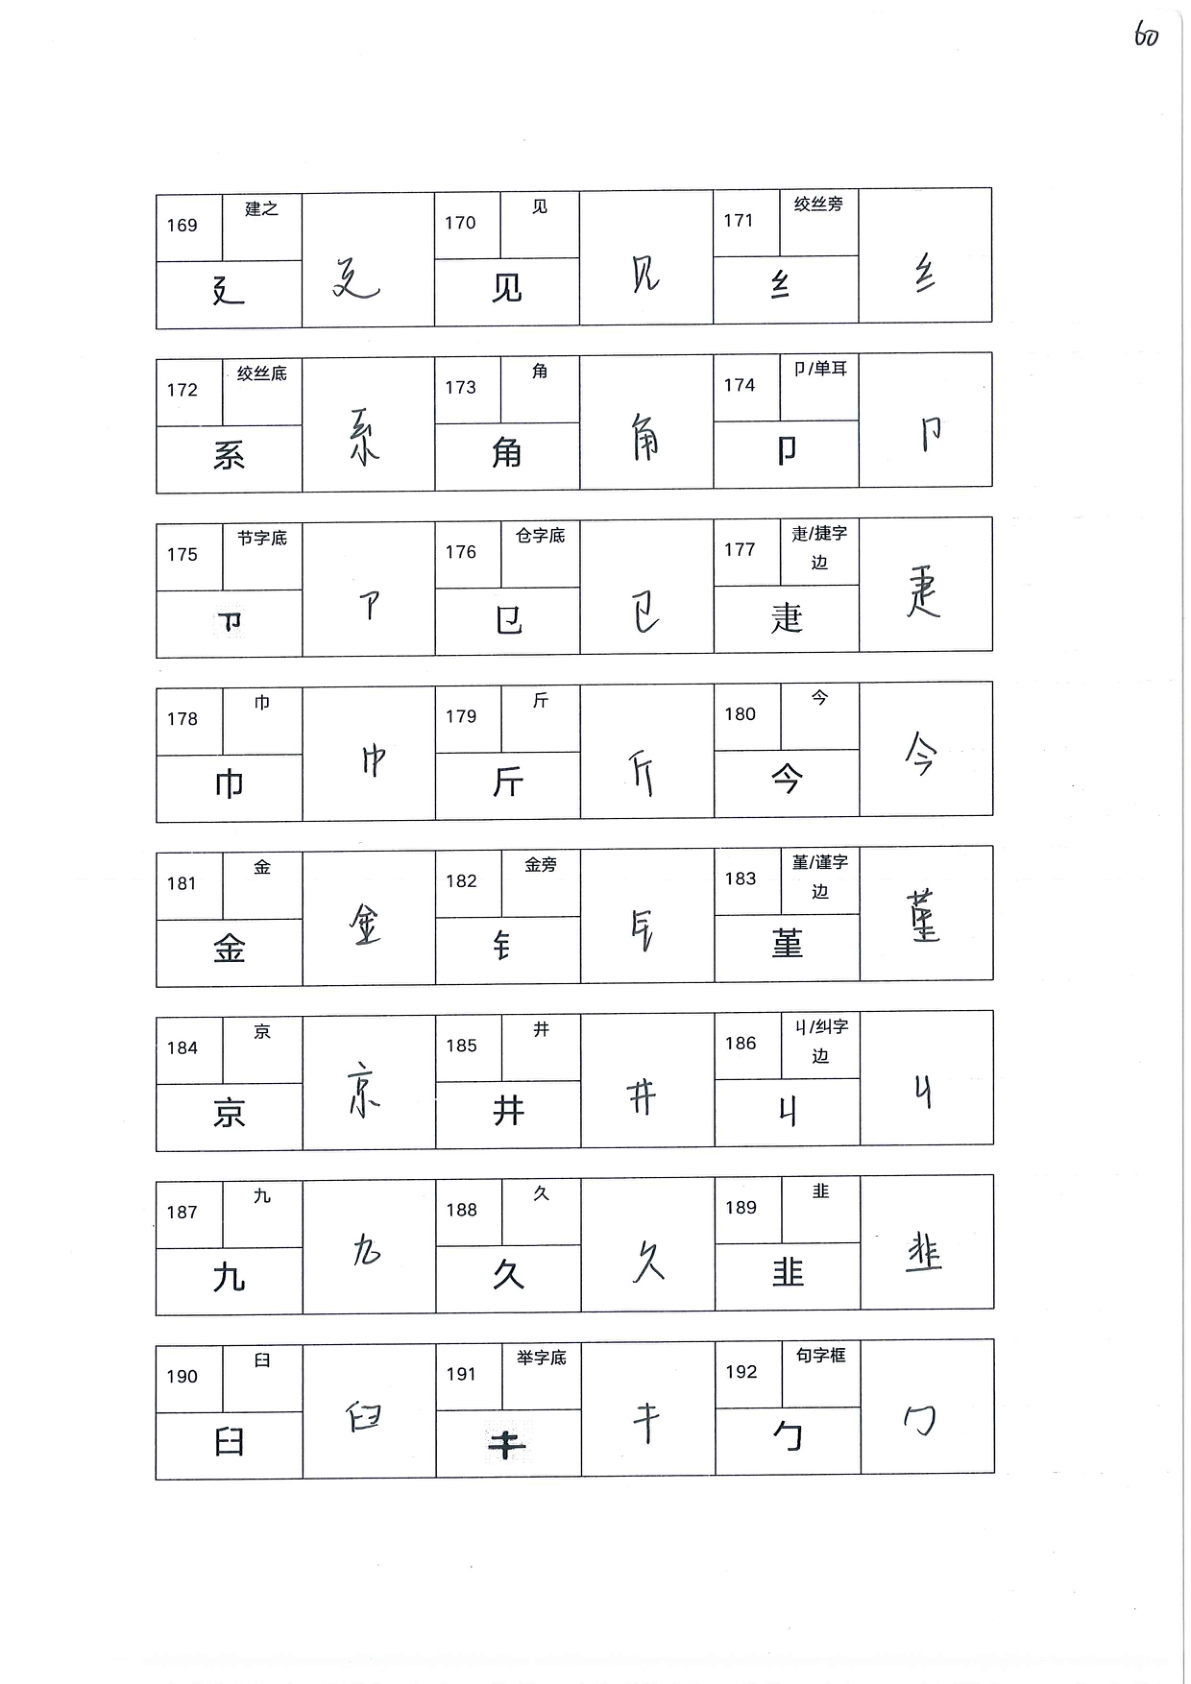 60
169 建之 廴 廴 170 见 见 见 171 绞丝旁 纟 纟
172 绞丝底 系 系 173 角 角 角 174 卩/单耳 卩 卩
175 节字底 176 仓字底 㔾 㔾 177 疌/捷字边 疌 疌
178 巾 巾 巾 179 斤 斤 斤 180 今 今 今
181 金 金 金 182 金旁 钅 钅 183 堇/谨字边 堇 堇
184 京 京 京 185 井 井 井 186 丩/纠字边 丩 丩
187 九 九 九 188 久 久 久 189 韭 韭 韭
190 臼 臼 臼 191 举字底 192 句字框 勹 勹